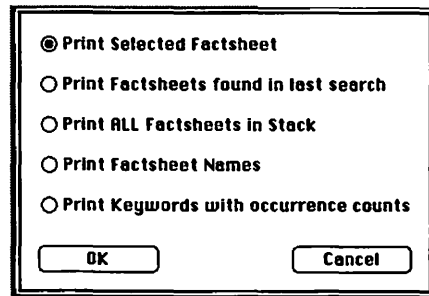 Print Selected Factsheet
Print Factsheets found in last search
Print ALL Factsheets in Stack
Print Factsheet Names
Print Keywords with occurrence counts
OK Cancel